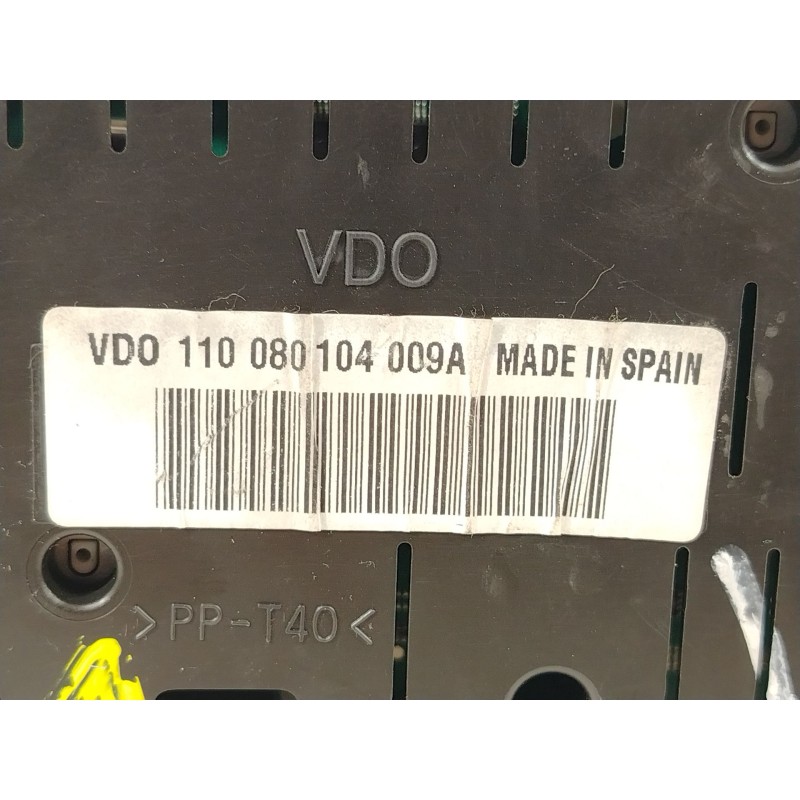 VDO
VDO 110 080 104 009A MADE IN SPAIN
>PP-T40<